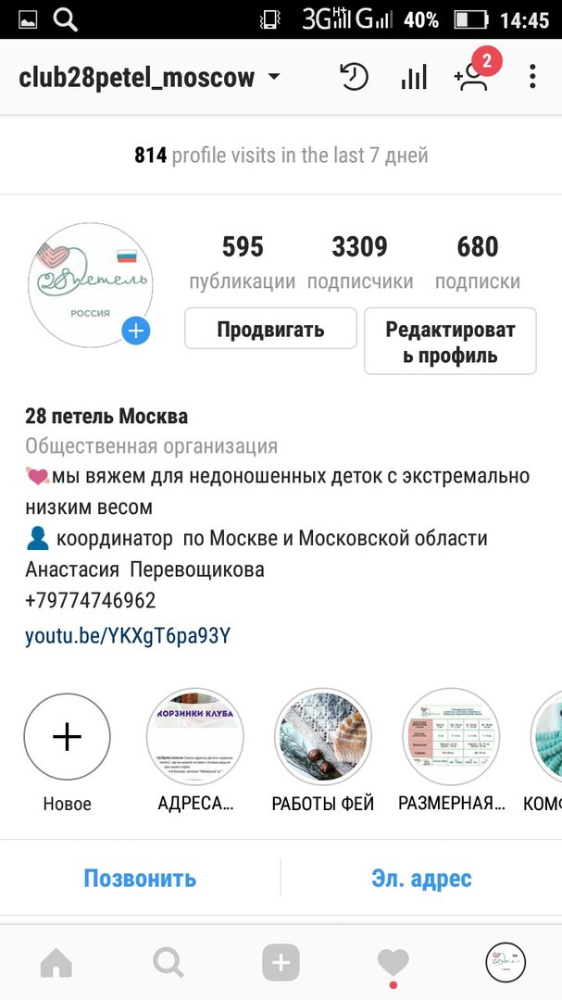 3G H+ G 40% 14:45
club28petel_moscow
2
814 profile visits in the last 7 дней
595 3309 680
публикации подписчики подписки
28 петель
РОССИЯ
Продвигать
Редактироват
ь профиль
28 петель Москва
Общественная организация
мы вяжем для недоношенных деток с экстремально
низким весом
координатор по Москве и Московской области
Анастасия Перевощикова
+79774746962
youtu.be/YKXgT6pa93Y
КОРЗИНКИ КЛУБА
Новое АДРЕСА... РАБОТЫ ФЕЙ РАЗМЕРНАЯ... КОМФ
Позвонить Эл. адрес